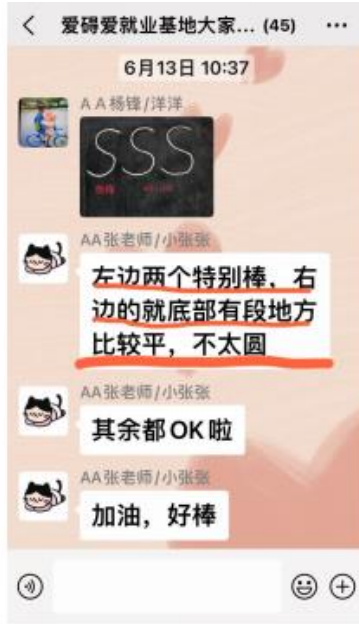 爱碍爱就业基地大家... (45)
6月13日 10:37
AA杨锋/洋洋
SSS
AA张老师/小张张
左边两个特别棒，右
边的就底部有段地方
比较平，不太圆
AA张老师/小张张
其余都OK啦
AA张老师/小张张
加油，好棒